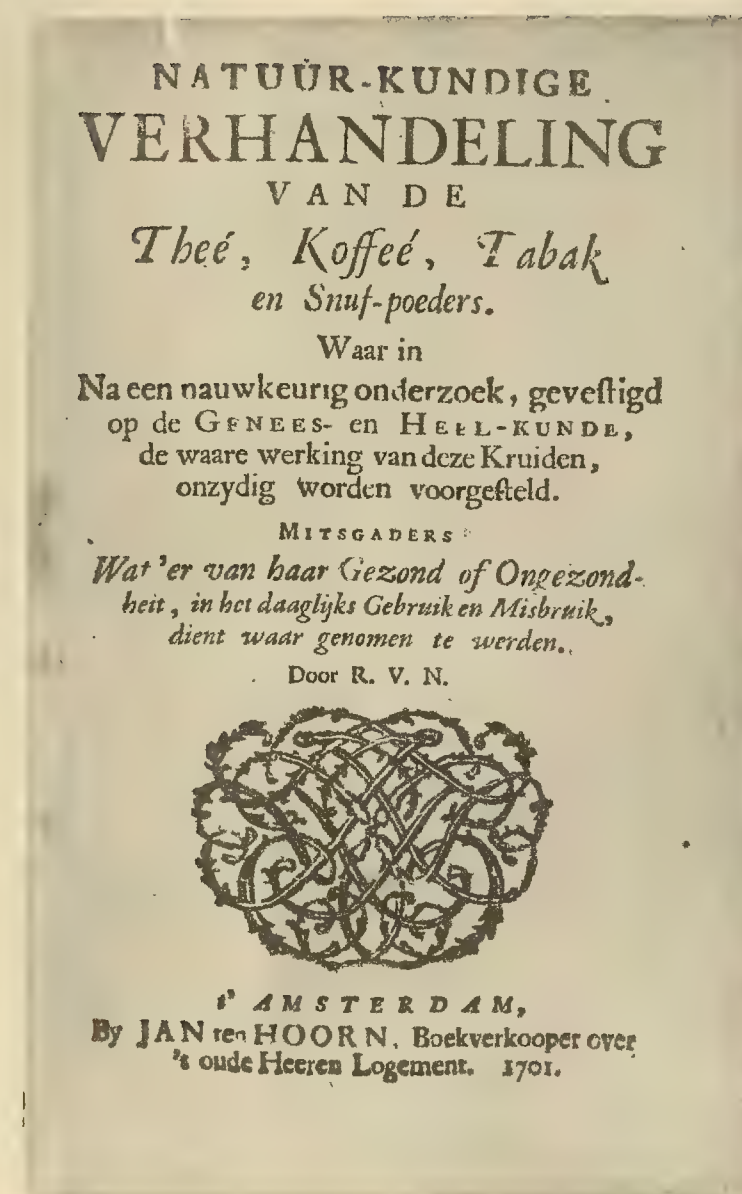 NATUUR-KUNDIGE
VERHANDELING
VAN DE
Theé, Koffeé, Tabak
en Snuf-poeders.
Waar in
Na een nauwkeurig onderzoek, geveſtigd
op de GENEES- en HEEL-KUNDE,
de waare werking van deze Kruiden,
onzydig worden voorgeſteld.
MITSGADERS
Wat 'er van haar Gezond of Ongezond-
heit, in het daaglijks Gebruik en Misbruik,
dient waar genomen te werden.
Door R. V. N.
t' AMSTERDAM,
By JAN ten HOORN, Boekverkooper over
's oude Heeren Logement. 1701.